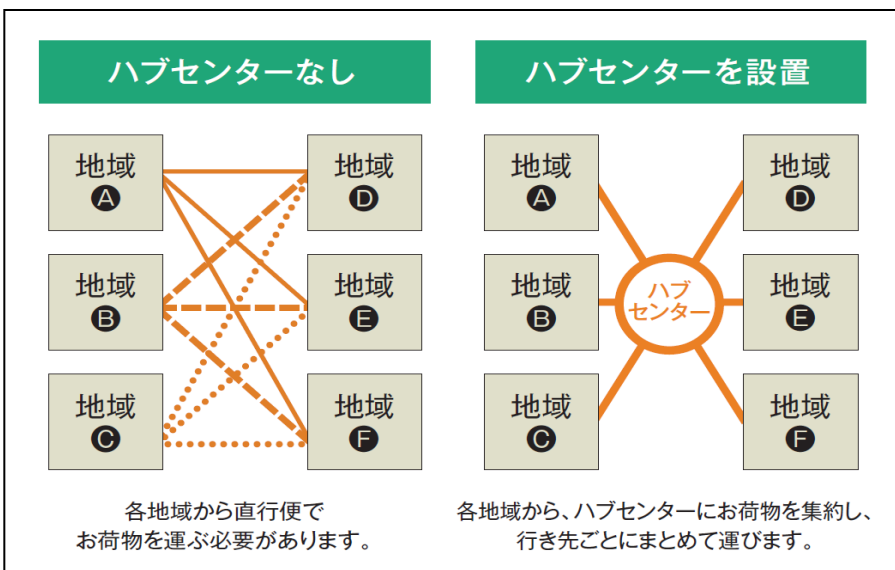 ハブセンターなし
地域
A
地域
B
地域
C
地域
D
地域
E
地域
F
各地域から直行便で
お荷物を運ぶ必要があります。
ハブセンターを設置
地域
A
地域
B
地域
C
ハブ
センター
地域
D
地域
E
地域
F
各地域から、ハブセンターにお荷物を集約し、
行き先ごとにまとめて運びます。